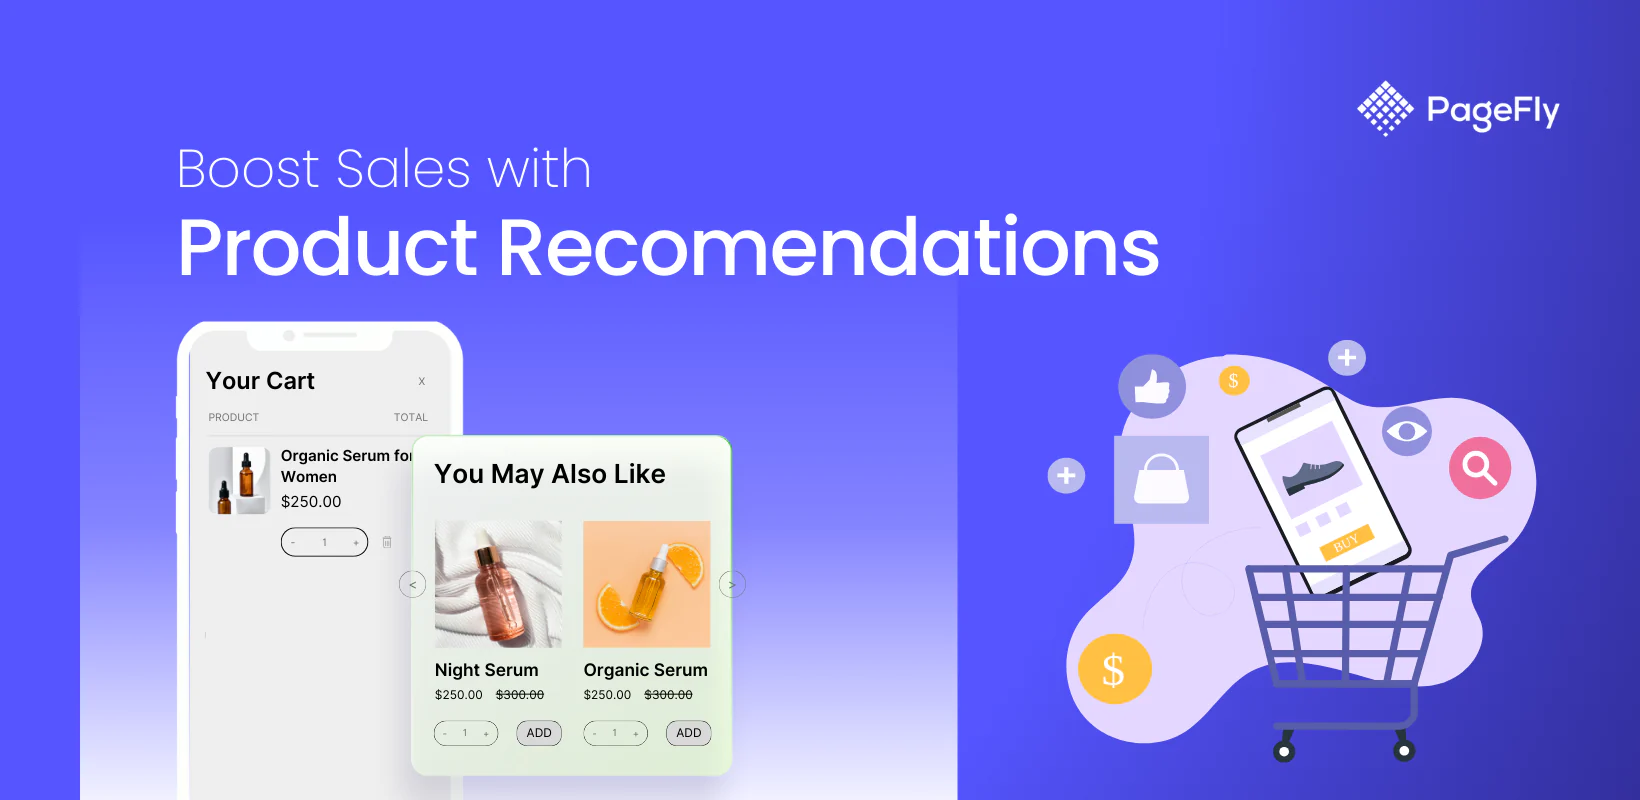 PageFly
Boost Sales with
Product Recomendations
Your Cart
X
PRODUCT
TOTAL
Organic Serum for
Women
$250.00
- 1 +
You May Also Like
<
>
Night Serum
$250.00 $300.00
- 1 +
ADD
Organic Serum
$250.00 $300.00
- 1 +
ADD
$
BUY
$